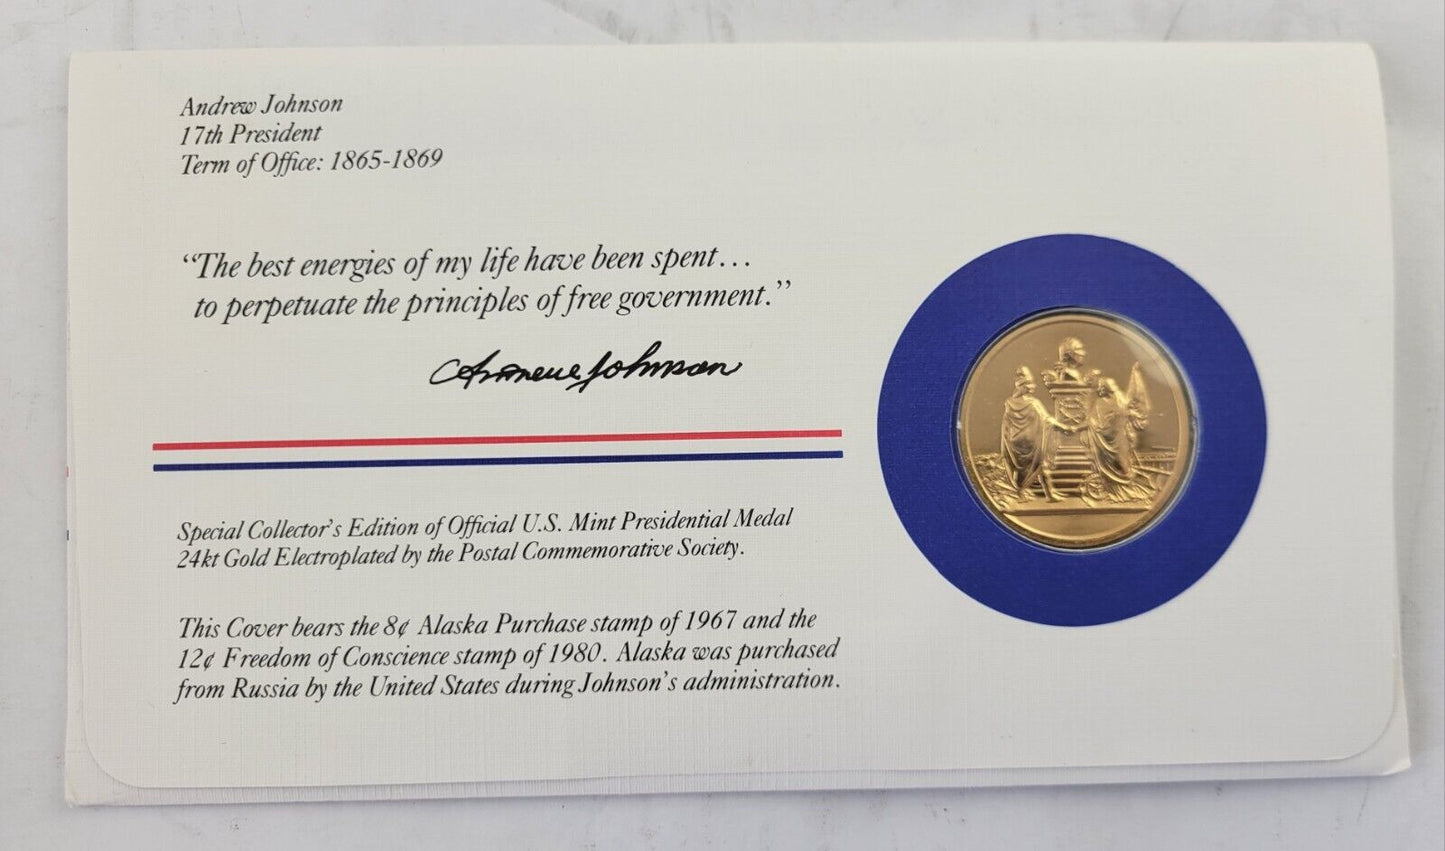 Andrew Johnson
17th President
Term of Office: 1865-1869
“The best energies of my life have been spent...
to perpetuate the principles of free government.”
Andrew Johnson
Special Collector's Edition of Official U.S. Mint Presidential Medal
24kt Gold Electroplated by the Postal Commemorative Society.
This Cover bears the 8¢ Alaska Purchase stamp of 1967 and the
12¢ Freedom of Conscience stamp of 1980. Alaska was purchased
from Russia by the United States during Johnson's administration.